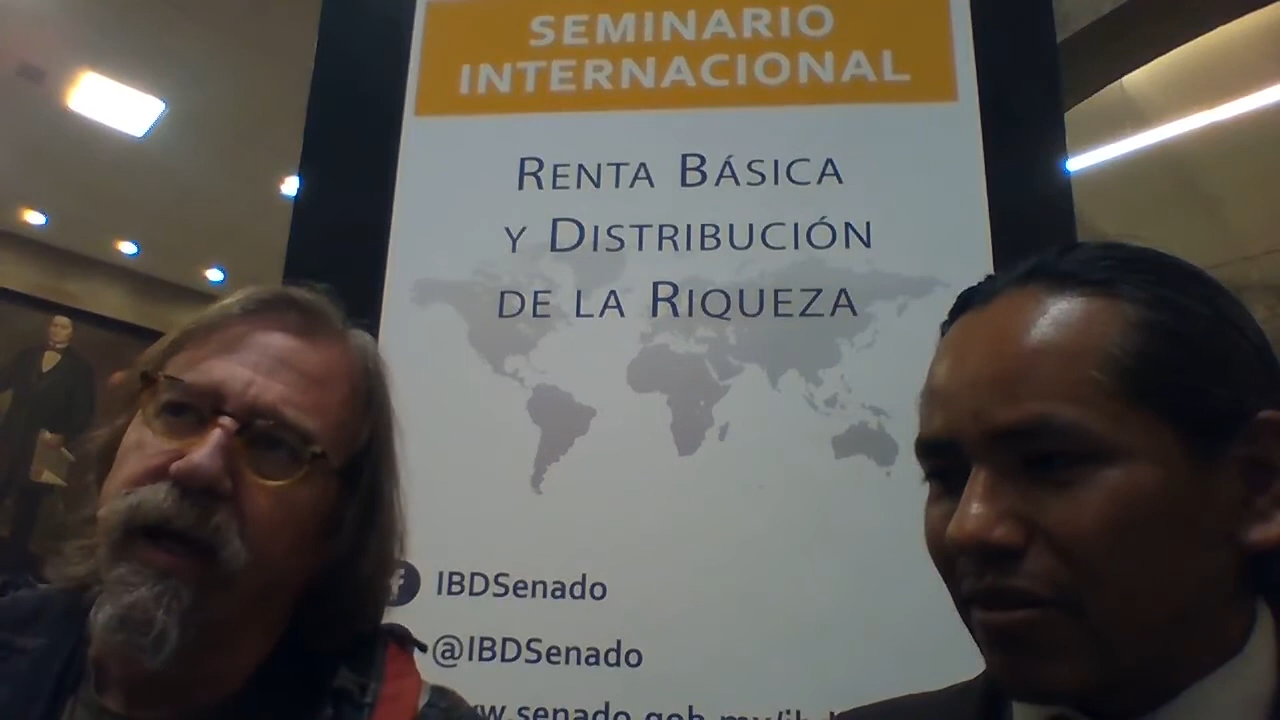 SEMINARIO
INTERNACIONAL
RENTA BÁSICA
Y DISTRIBUCIÓN
DE LA RIQUEZA
f IBDSenado
@IBDSenado